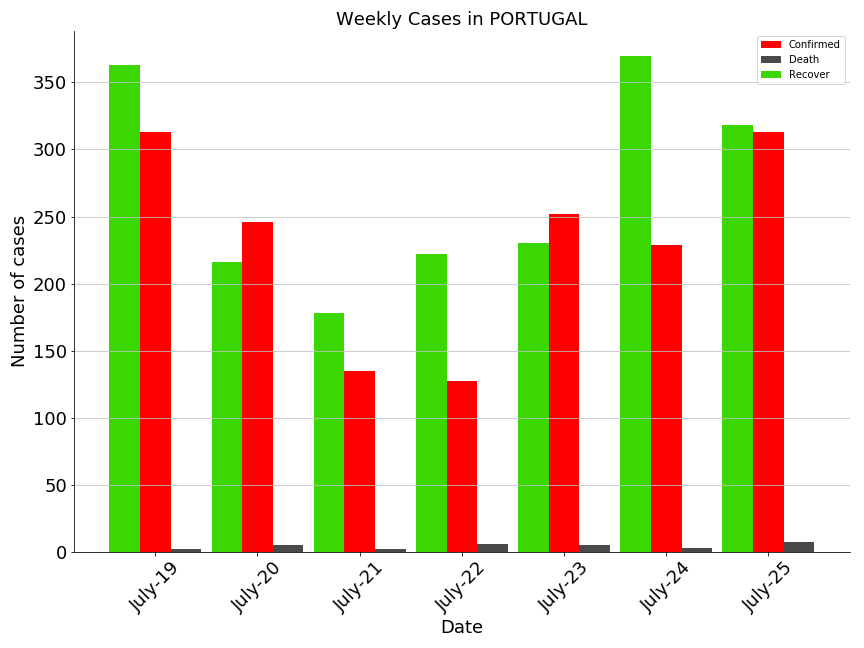 Weekly Cases in PORTUGAL
Confirmed
Death
Recover
Number of cases
350
300
250
200
150
100
50
0
July-19
July-20
July-21
July-22
July-23
July-24
July-25
Date